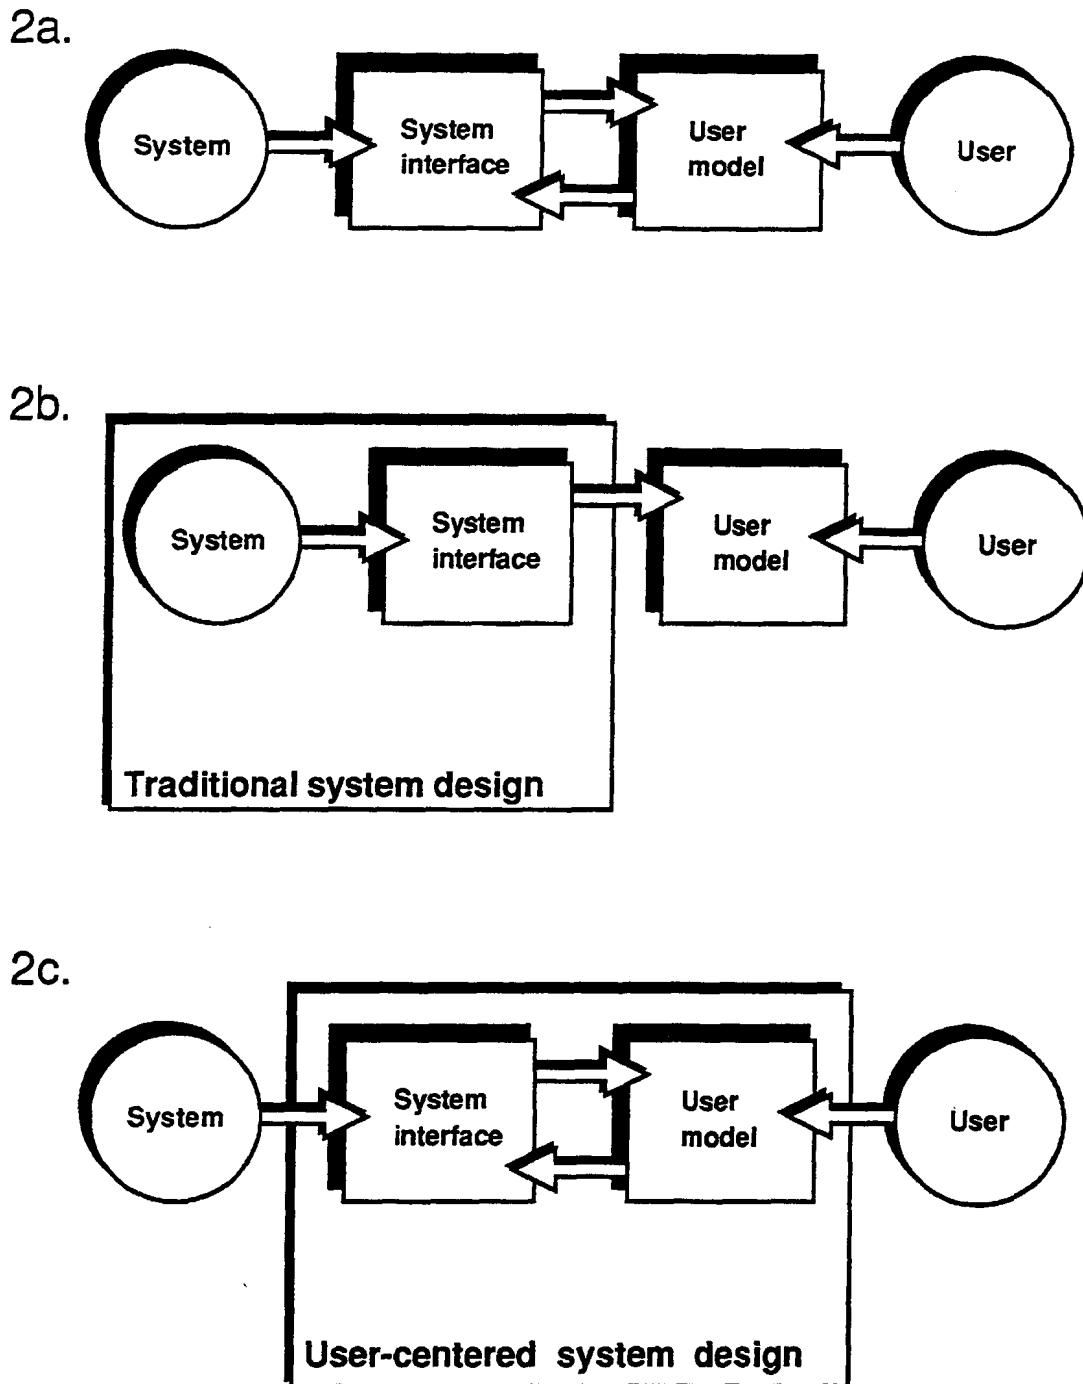 2a.
System
System
interface
User
model
User
2b.
System
System
interface
User
model
User
Traditional system design
2c.
System
System
interface
User
model
User
User-centered system design